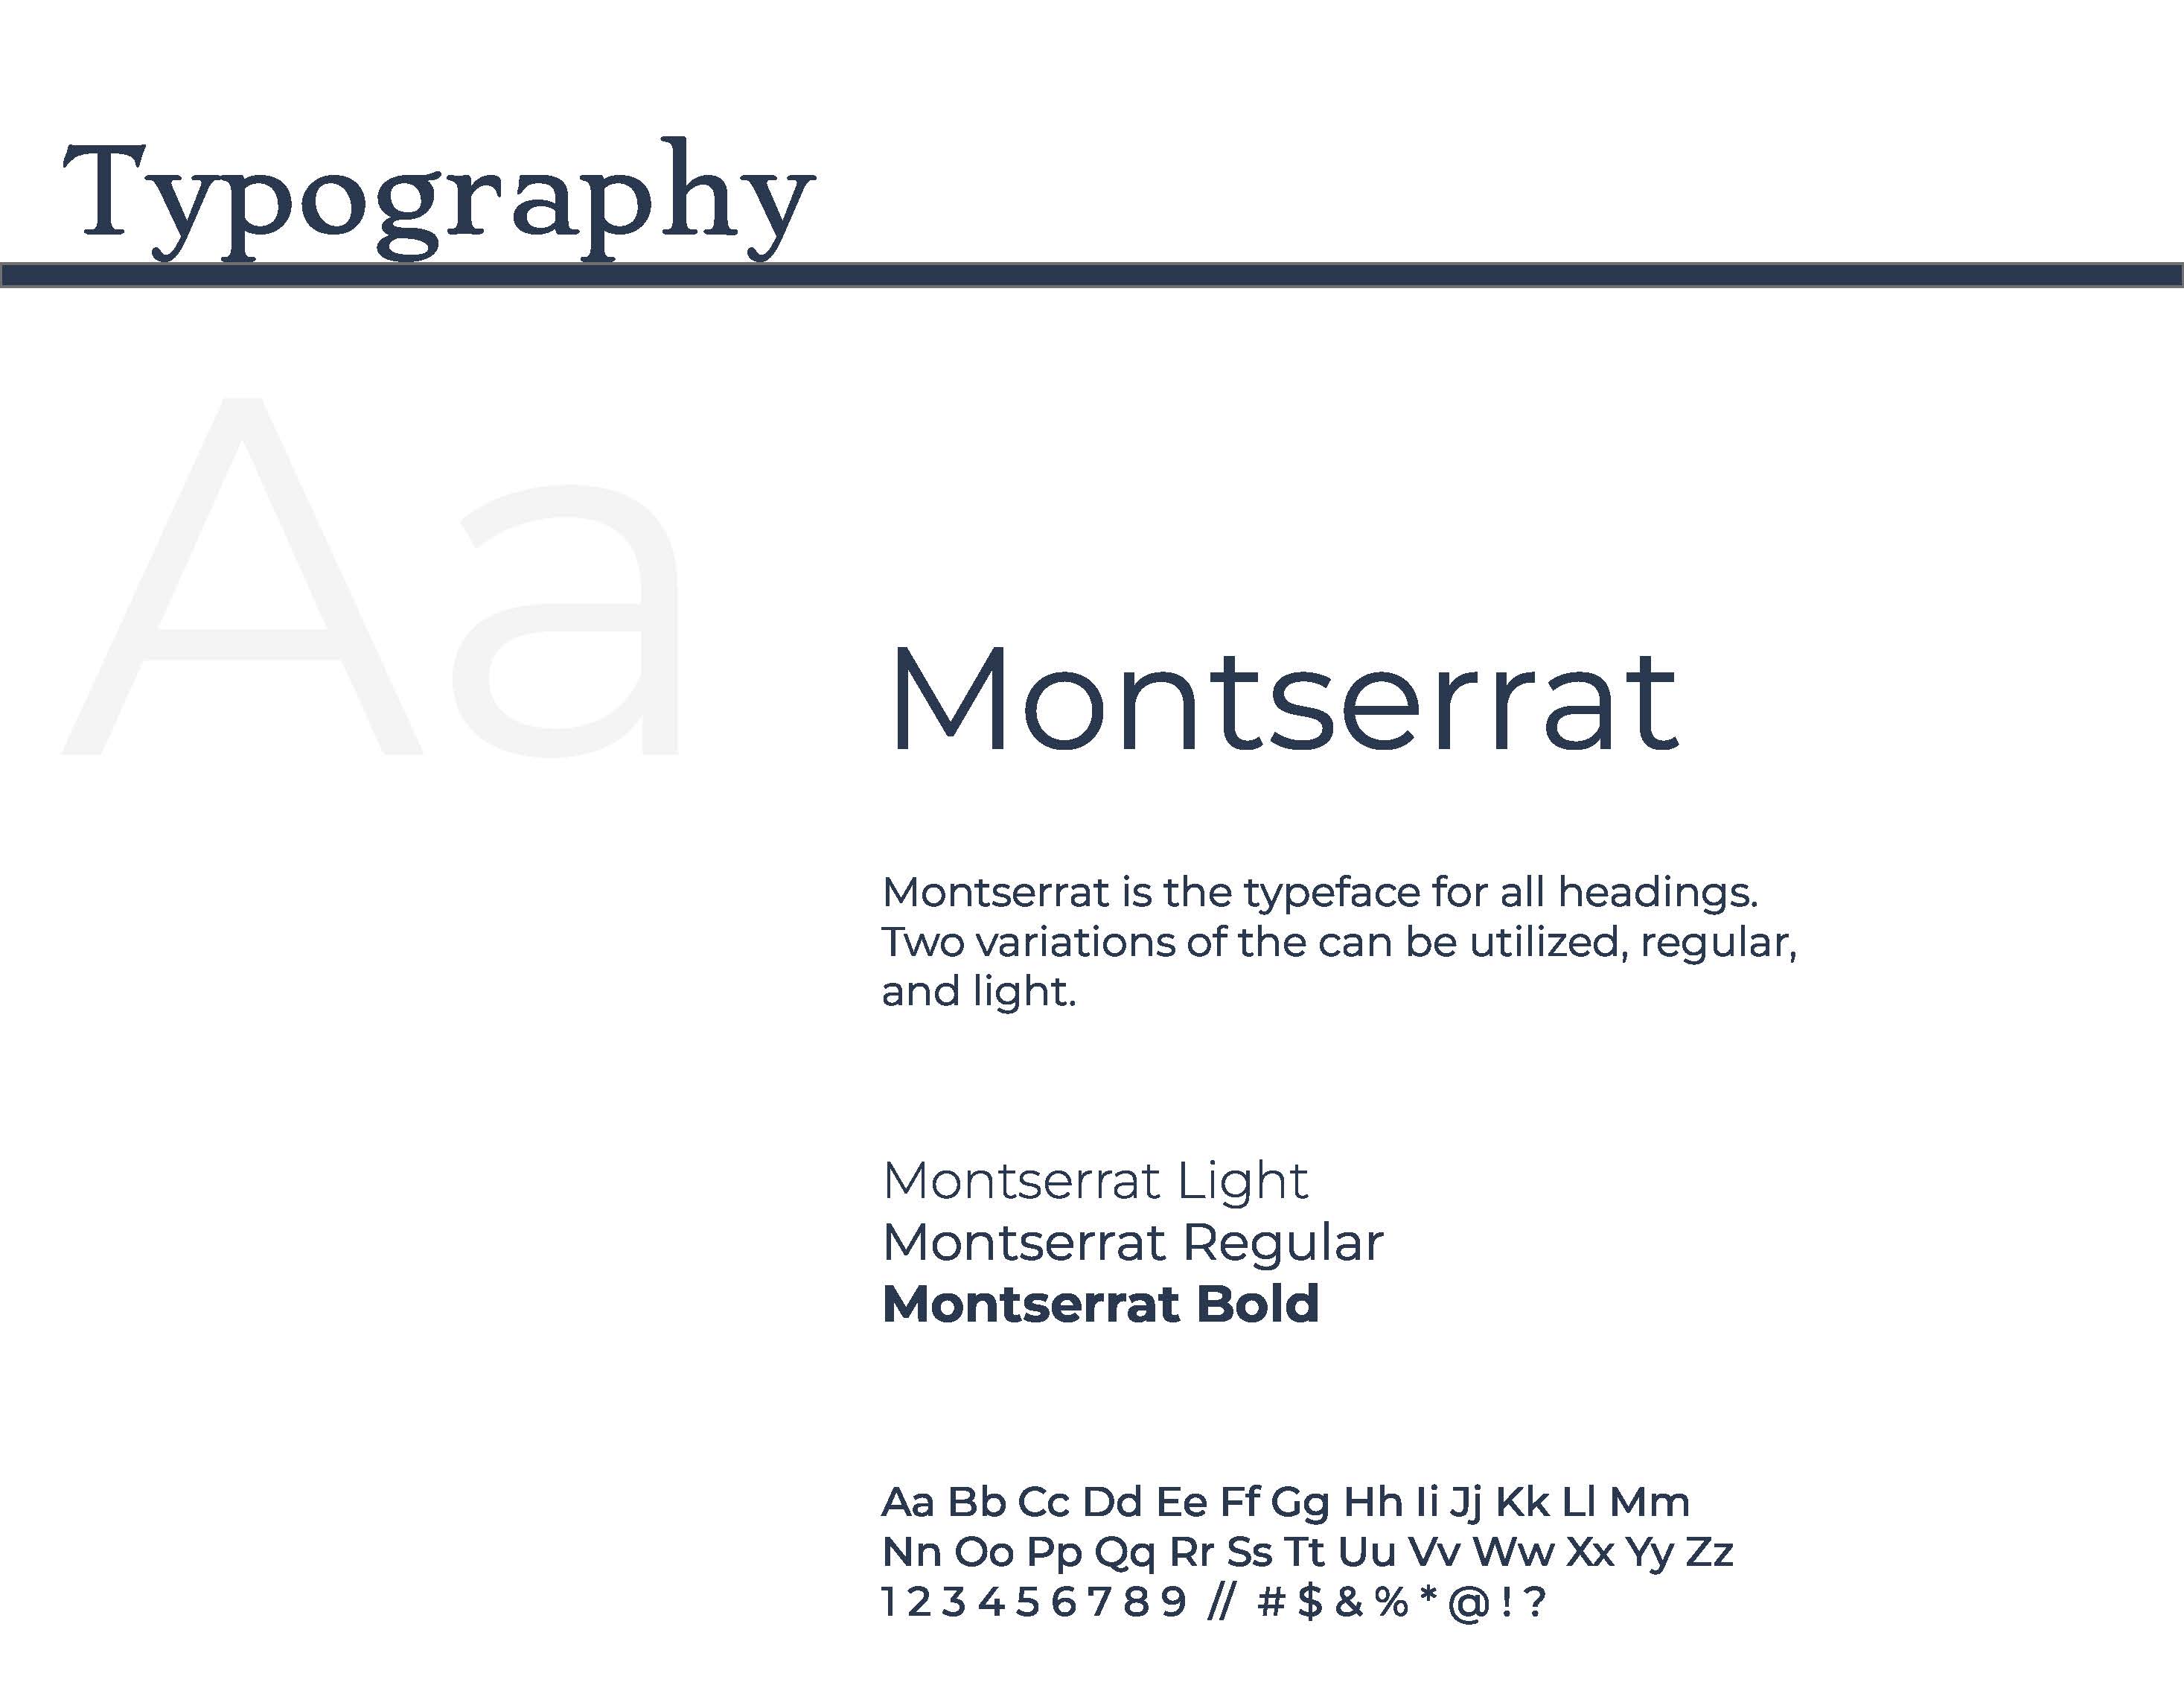 Typography
Aa
Montserrat
Montserrat is the typeface for all headings.
Two variations of the can be utilized, regular,
and light.
Montserrat Light
Montserrat Regular
Montserrat Bold
Aa Bb Cc Dd Ee Ff Gg Hh Ii Jj Kk Ll Mm
Nn Oo Pp Qq Rr Ss Tt Uu Vv Ww Xx Yy Zz
1 2 3 4 5 6 7 8 9 // # $ & % * @ ! ?